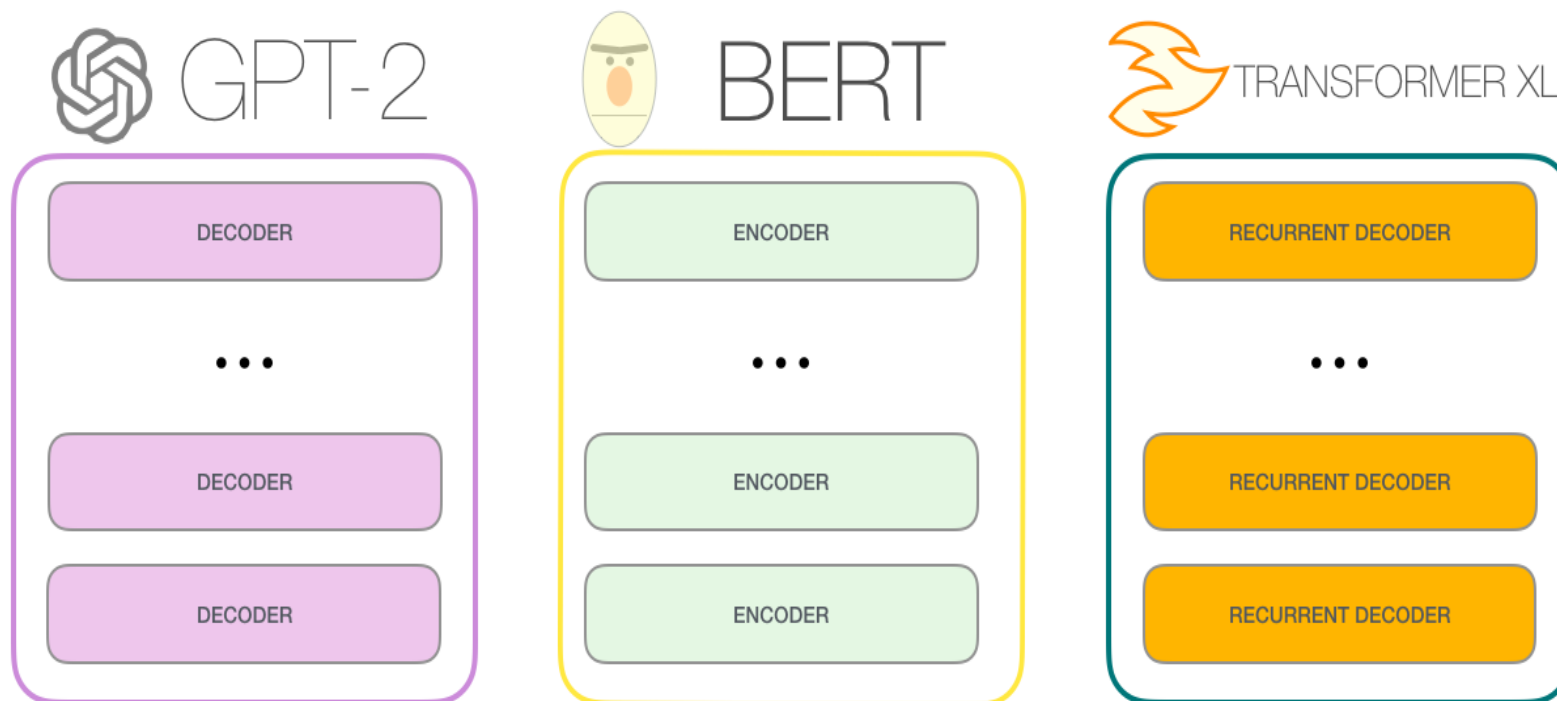 GPT-2
BERT
TRANSFORMER XL
DECODER
ENCODER
RECURRENT DECODER
...
...
...
DECODER
ENCODER
RECURRENT DECODER
DECODER
ENCODER
RECURRENT DECODER